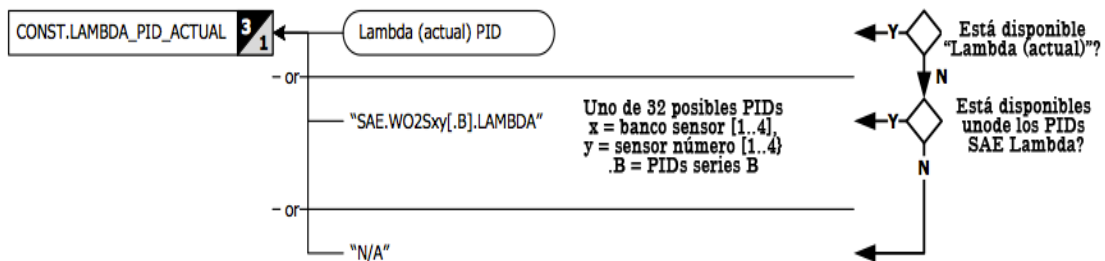 CONST.LAMBDA_PID_ACTUAL 3/1 Lambda (actual) PID Y Está disponible
“Lambda (actual)”?
N
or
“SAE.WO2Sxy[.B].LAMBDA”
Uno de 32 posibles PIDs
x = banco sensor [1..4],
y = sensor número [1..4}
.B = PIDs series B
Y
Está disponibles
unode los PIDs
SAE Lambda?
N
or
“N/A”